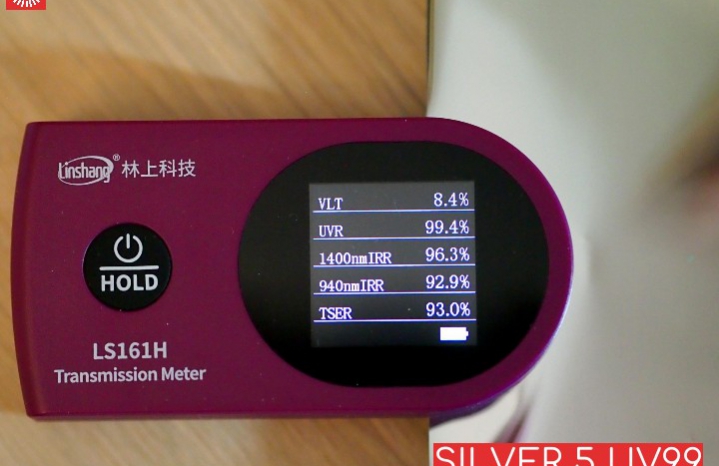 Linshang® 林上科技
HOLD
LS161H
Transmission Meter
VLT 8.4%
UVR 99.4%
1400nmIRR 96.3%
940nmIRR 92.9%
TSER 93.0%
SILVER 5 UV99